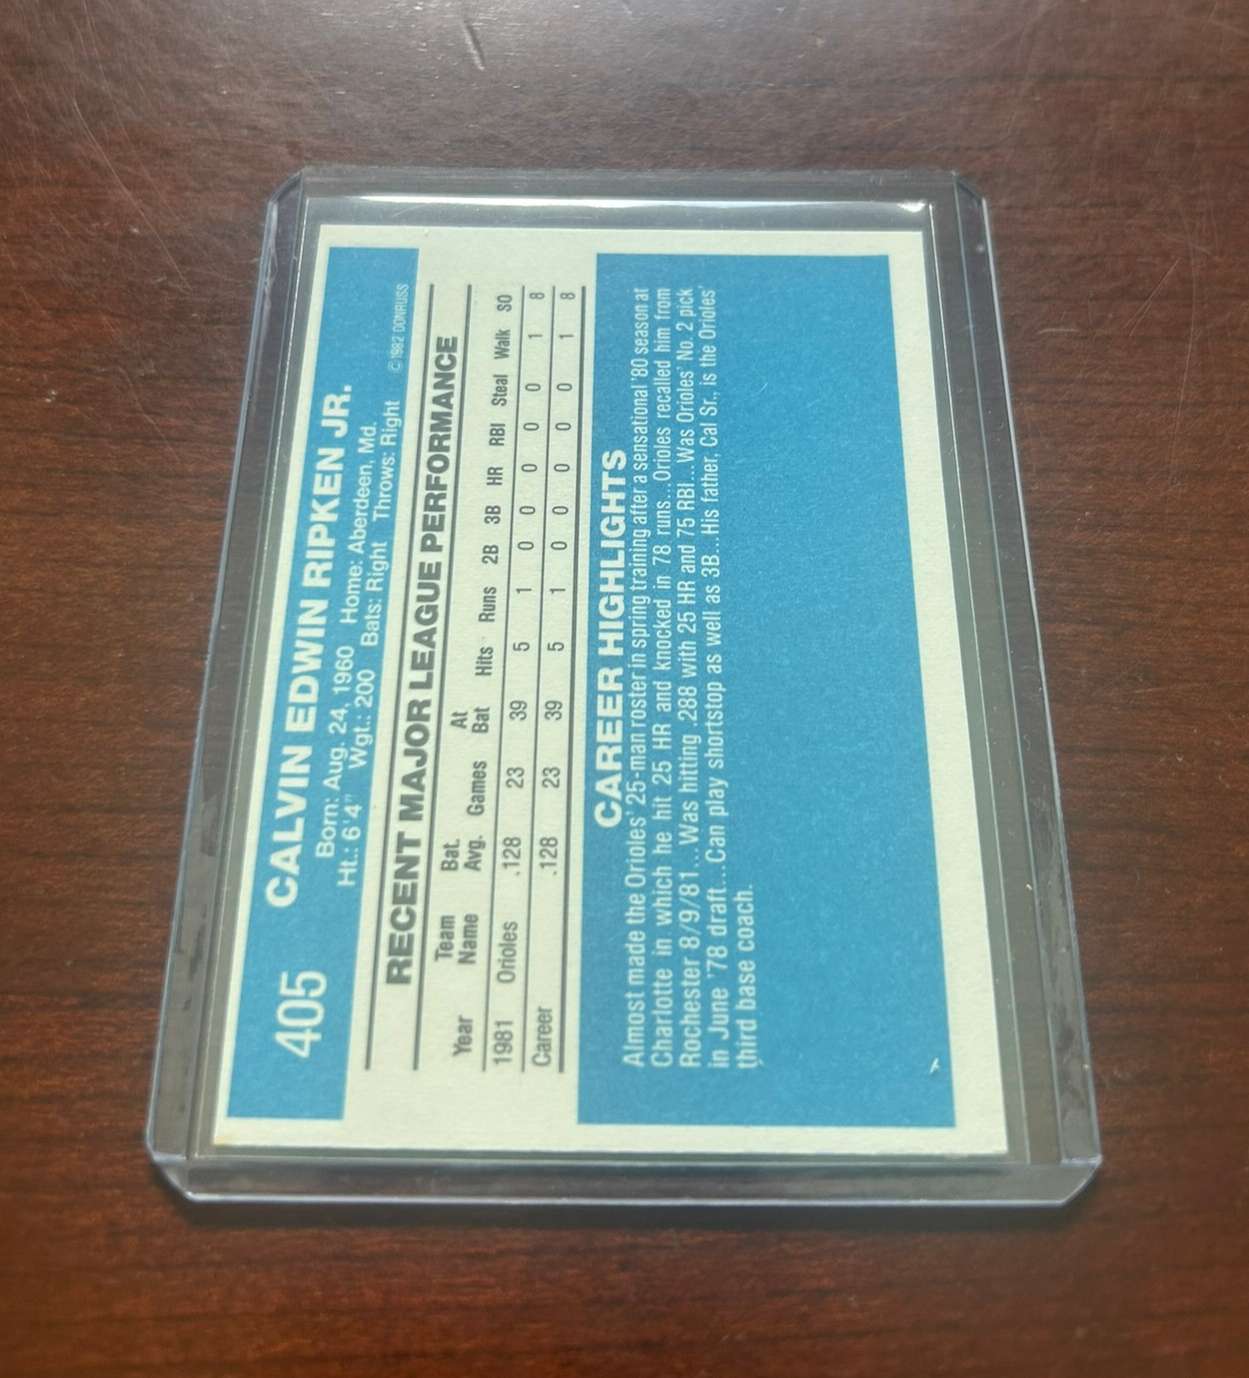 405 CALVIN EDWIN RIPKEN JR.
Born: Aug. 24, 1960 Home: Aberdeen, Md.
Ht.: 6'4" Wgt.: 200 Bats: Right Throws: Right ©1982 DONRUSS
RECENT MAJOR LEAGUE PERFORMANCE
Year Team Name Bat. Avg. Games At Bat Hits Runs 2B 3B HR RBI Steal Walk SO
1981 Orioles .128 23 39 5 1 0 0 0 0 0 1 8
Career .128 23 39 5 1 0 0 0 0 0 1 8
CAREER HIGHLIGHTS
Almost made the Orioles' 25-man roster in spring training after a sensational '80 season at
Charlotte in which he hit 25 HR and knocked in 78 runs...Orioles recalled him from
Rochester 8/9/81...Was hitting .288 with 25 HR and 75 RBI...Was Orioles' No. 2 pick
in June '78 draft...Can play shortstop as well as 3B...His father, Cal Sr., is the Orioles'
third base coach.